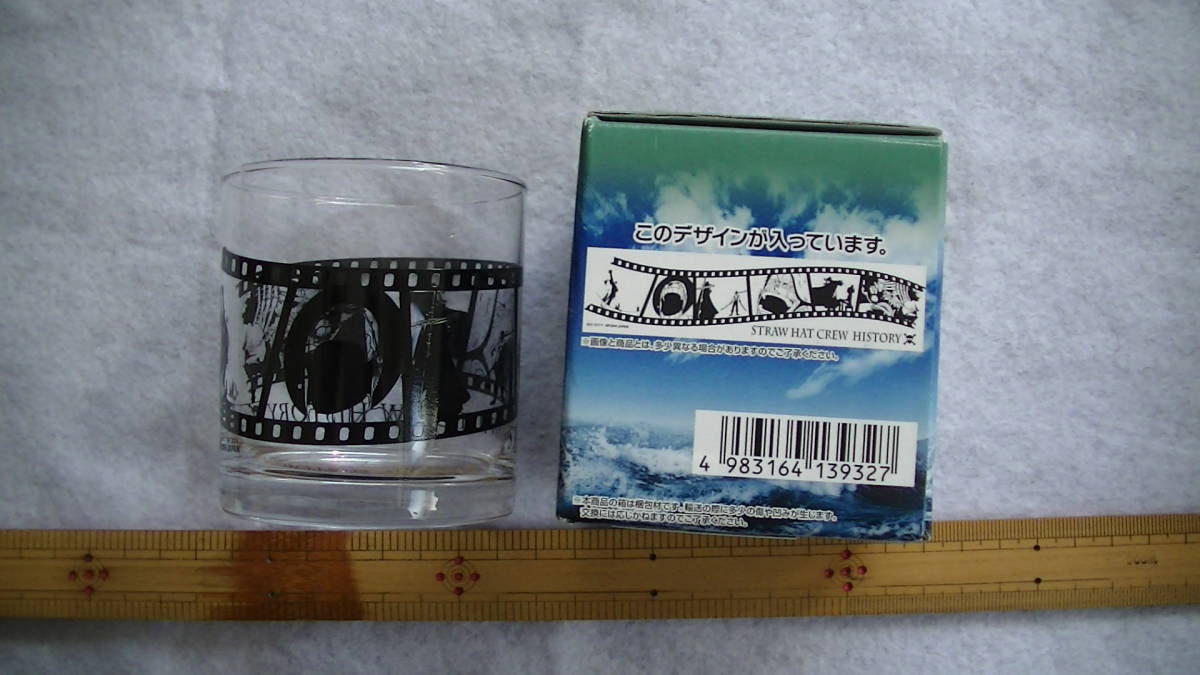 このデザインが入っています。
STRAW HAT CREW HISTORY
※画像と商品とは、多少異なる場合がありますのでご了承ください。
4 983164 139327
※本商品の箱は梱包材です。輸送の際に多少の傷や凹みが生じます。
交換には応じかねますのでご了承ください。